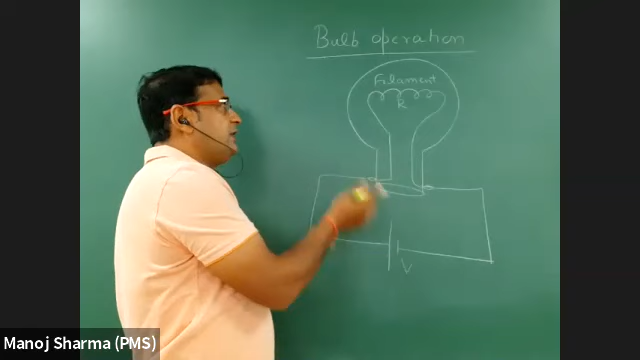 Bulb operation
Filament
R
V
Manoj Sharma (PMS)